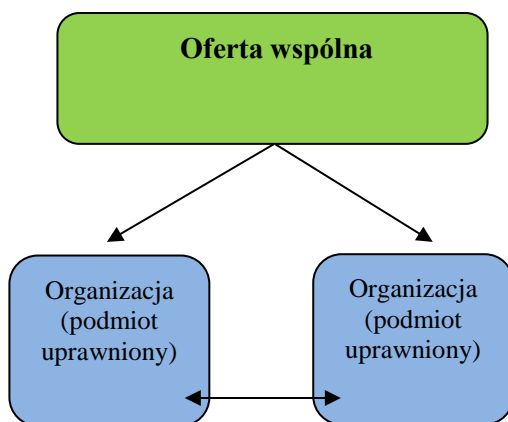 Oferta wspólna
Organizacja
(podmiot
uprawniony)
Organizacja
(podmiot
uprawniony)